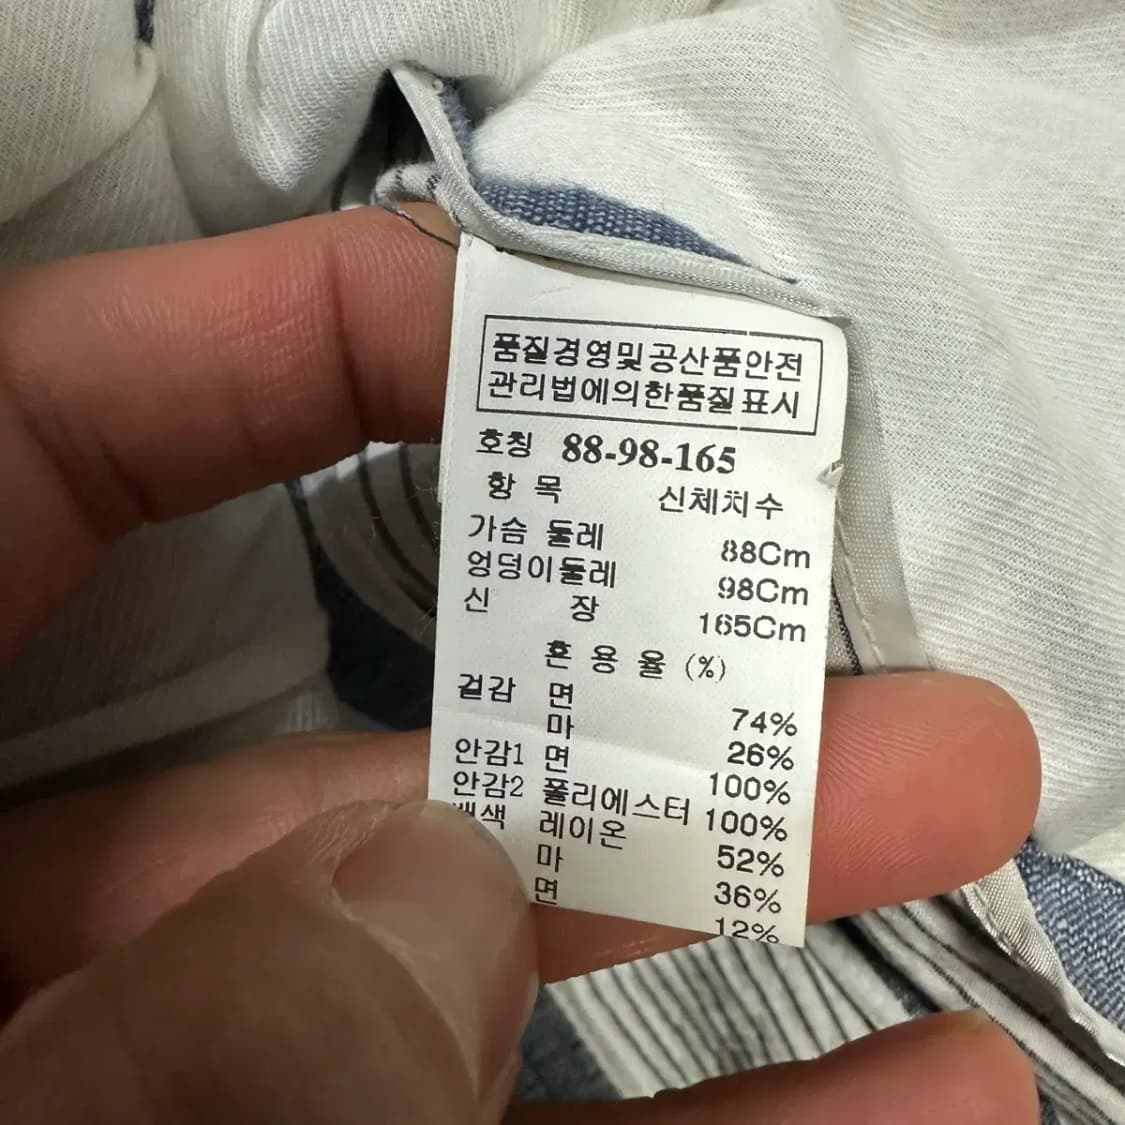 품질경영및공산품안전
관리법에의한품질표시
호칭 88-98-165
항 목 신체치수
가슴 둘레 88Cm
엉덩이둘레 98Cm
신 장 165Cm
혼 용 율 (%)
겉감 면 74%
마 26%
안감1 면 100%
안감2 폴리에스터 100%
배색 레이온 52%
마 36%
면 12%